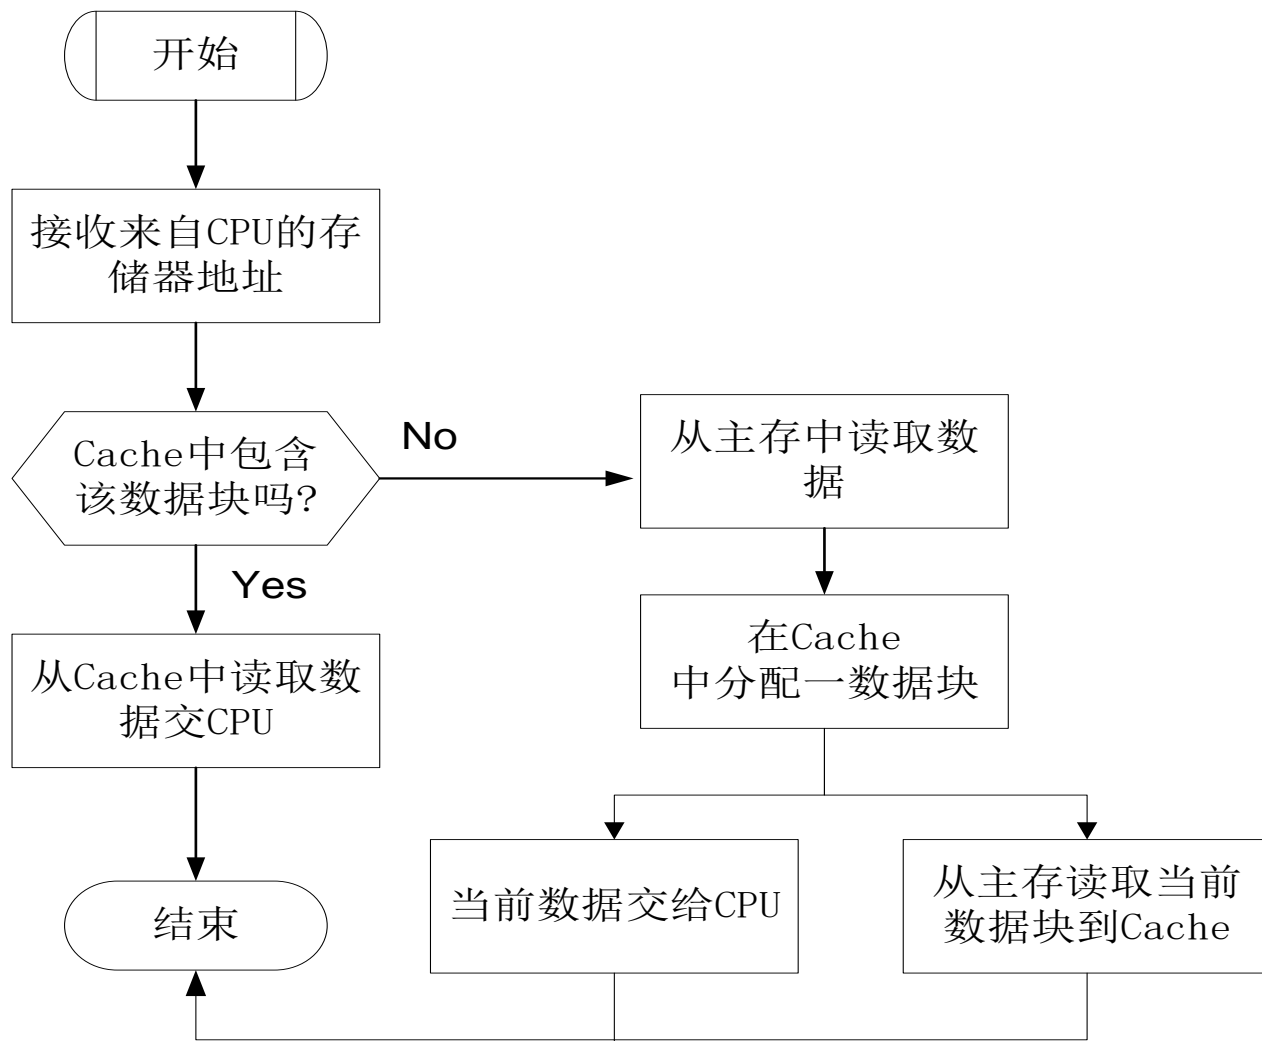 开始
接收来自CPU的存
储器地址
Cache中包含
该数据块吗?
No
从主存中读取数
据
Yes
在Cache
中分配一数据块
从Cache中读取数
据交CPU
当前数据交给CPU
从主存读取当前
数据块到Cache
结束